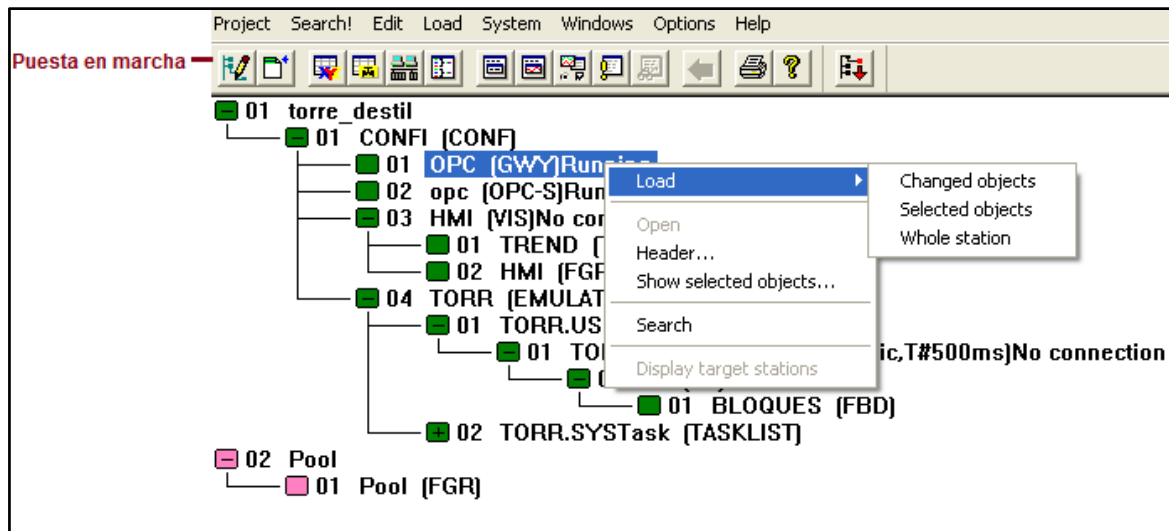 Project Search! Edit Load System Windows Options Help
Puesta en marcha
01 torre_destil
01 CONFI (CONF)
01 OPC (GWY)Running
Load
Changed objects
02 opc (OPC-S)Run
Selected objects
03 HMI (VIS)No con
Open
Whole station
01 TREND (
Header...
02 HMI (FGR
Show selected objects...
04 TORR (EMULAT
01 TORR.US
Search
01 TO
ic,T#500ms)No connection
Display target stations
01 BLOQUES (FBD)
02 TORR.SYSTask (TASKLIST)
02 Pool
01 Pool (FGR)